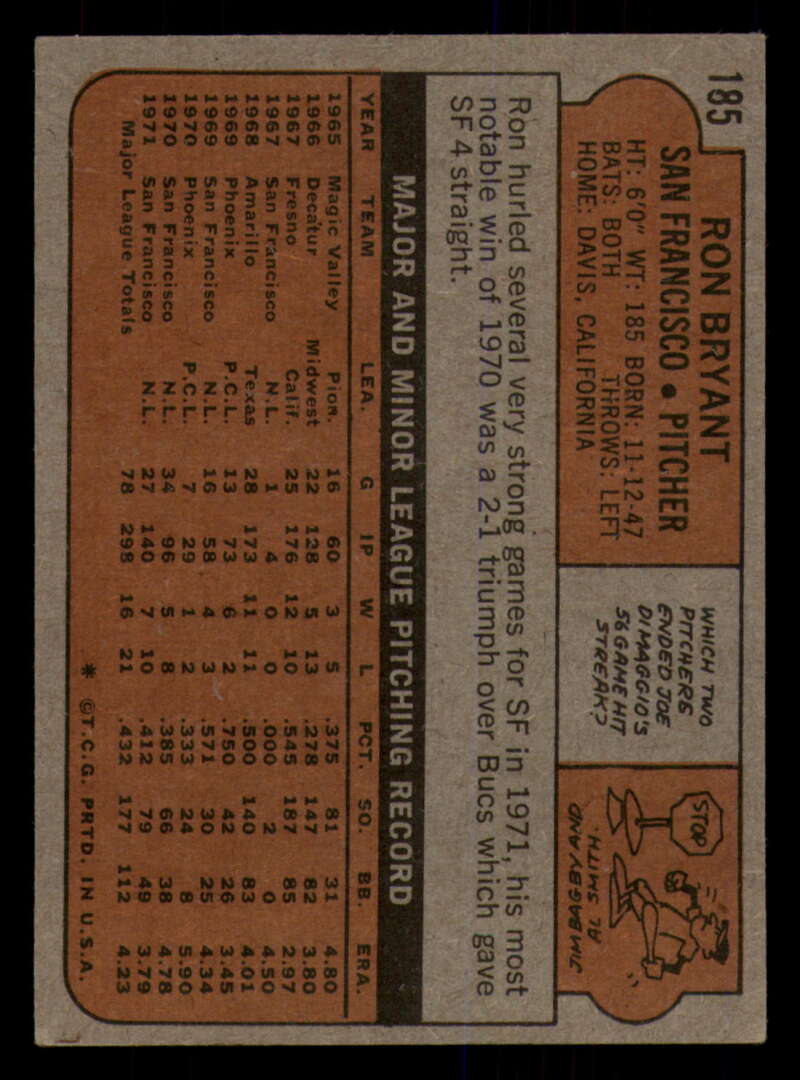 185
RON BRYANT
SAN FRANCISCO • PITCHER
HT: 6'0" WT: 185 BORN: 11-12-47
BATS: BOTH THROWS: LEFT
HOME: DAVIS, CALIFORNIA
WHICH TWO
PITCHERS
ENDED JOE
DIMAGGIO'S
56 GAME HIT
STREAK?
STOP
JIM BAGBY AND
AL SMITH.
Ron hurled several very strong games for SF in 1971, his most
notable win of 1970 was a 2-1 triumph over Bucs which gave
SF 4 straight.
MAJOR AND MINOR LEAGUE PITCHING RECORD
YEAR TEAM LEA. G IP W L PCT. SO. BB. ERA.
1965 Magic Valley Pion. 16 60 3 5 .375 81 31 4.80
1966 Decatur Midwest 22 128 5 13 .278 147 82 3.80
1967 Fresno Calif. 25 176 12 10 .545 187 85 2.97
1967 San Francisco N.L. 1 4 0 0 .000 2 0 4.50
1968 Amarillo Texas 28 173 11 11 .500 140 83 4.01
1969 Phoenix P.C.L. 13 73 6 2 .750 42 26 3.45
1969 San Francisco N.L. 16 58 4 3 .571 30 25 4.34
1970 Phoenix P.C.L. 7 29 1 2 .333 24 8 5.90
1970 San Francisco N.L. 34 96 5 8 .385 66 38 4.78
1971 San Francisco N.L. 27 140 7 10 .412 79 49 3.79
Major League Totals 78 298 16 21 .432 177 112 4.23
* ©T.C.G. PRTD. IN U.S.A.